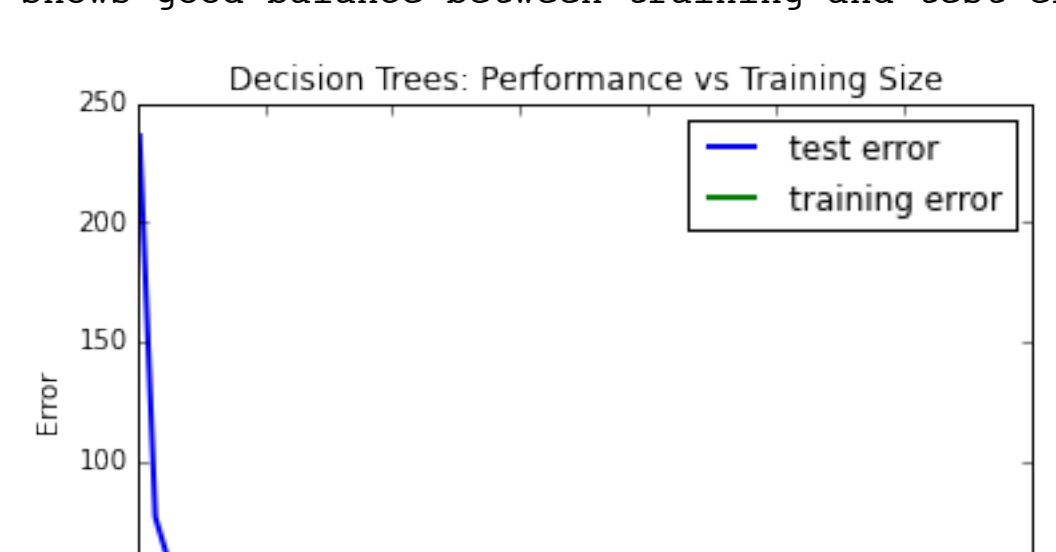 shows good balance between training and test
Decision Trees: Performance vs Training Size
250
test error
training error
200
150
Error
100